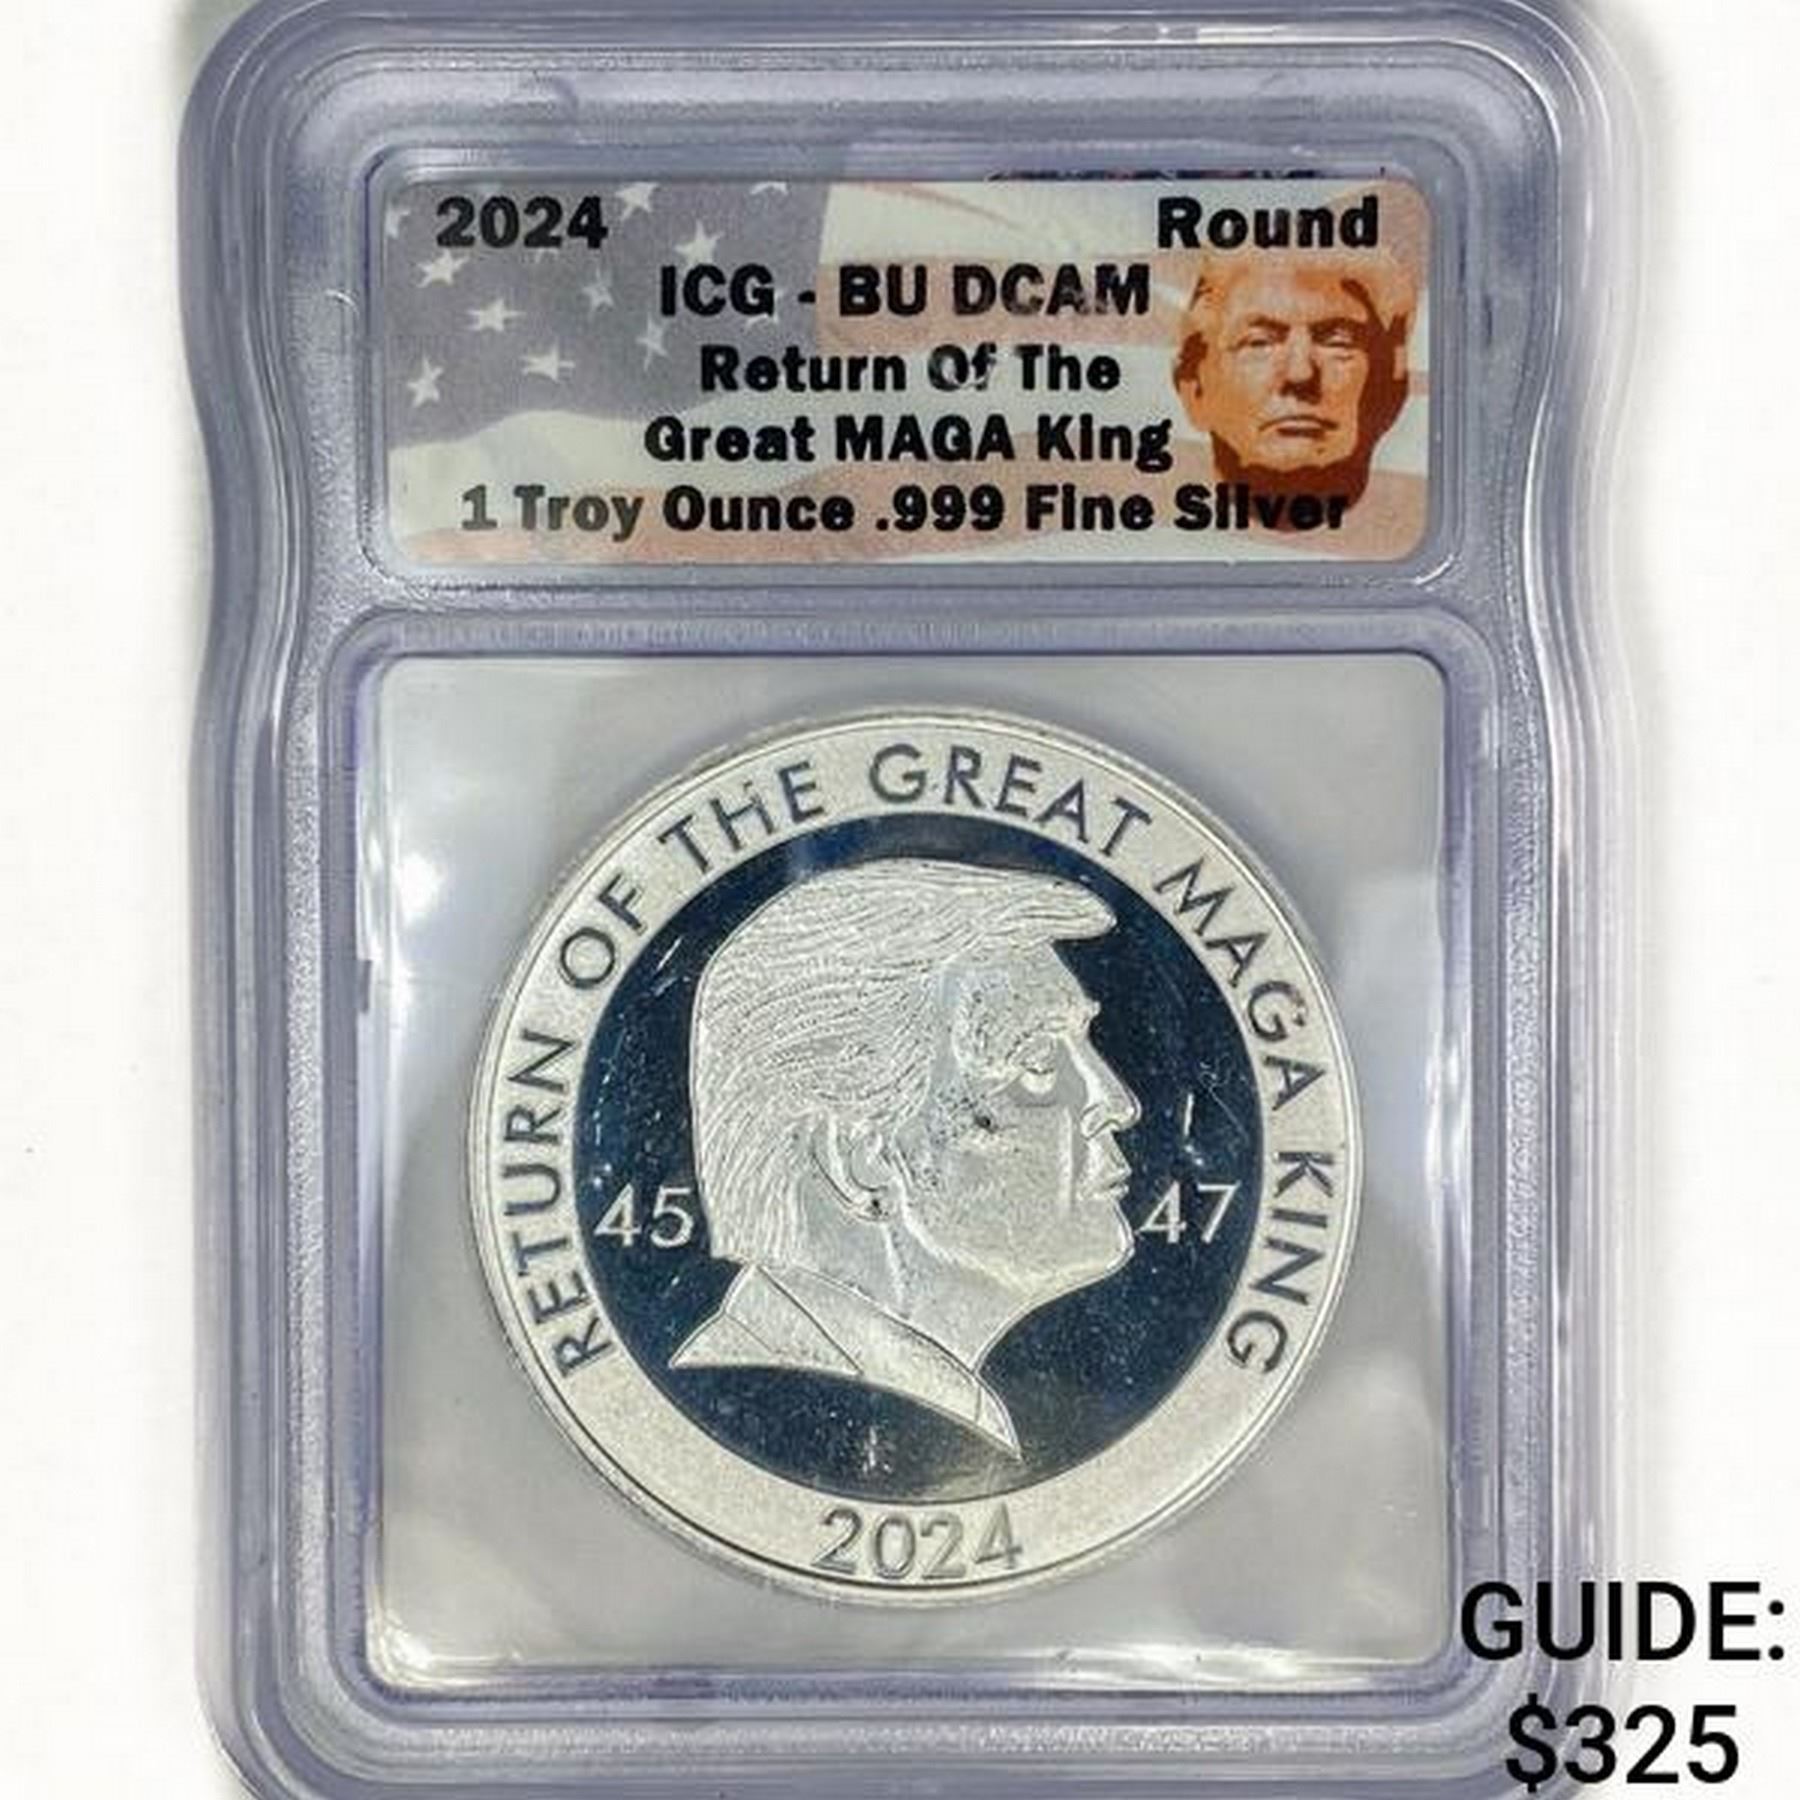 2024 Round
ICG - BU DCAM
Return Of The
Great MAGA King
1 Troy Ounce .999 Fine Silver
RETURN OF THE GREAT MAGA KING
45 47
2024
GUIDE:
$325